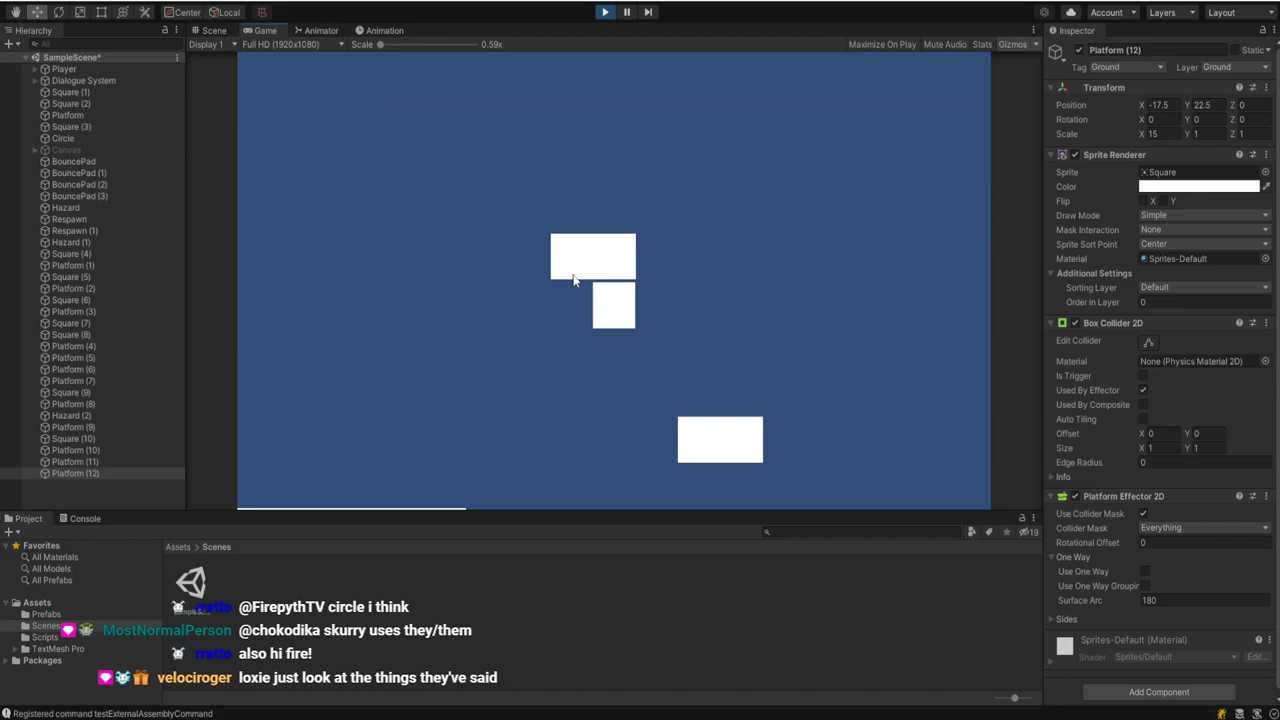 Center
Local
Account
Layers
Layout
Hierarchy
All
SampleScene*
Player
Dialogue System
Square (1)
Square (2)
Platform
Square (3)
Circle
Canvas
BouncePad
BouncePad (1)
BouncePad (2)
BouncePad (3)
Hazard
Respawn
Respawn (1)
Hazard (1)
Square (4)
Platform (1)
Square (5)
Platform (2)
Square (6)
Platform (3)
Square (7)
Square (8)
Platform (4)
Platform (5)
Platform (6)
Platform (7)
Square (9)
Platform (8)
Hazard (2)
Platform (9)
Square (10)
Platform (10)
Platform (11)
Platform (12)
Scene
Game
Animator
Animation
Display 1
Full HD (1920x1080)
Scale
0.59x
Maximize On Play
Mute Audio
Stats
Gizmos
Inspector
Platform (12)
Static
Tag Ground
Layer Ground
Transform
Position X -17.5 Y 22.5 Z 0
Rotation X 0 Y 0 Z 0
Scale X 15 Y 1 Z 1
Sprite Renderer
Sprite Square
Color
Flip X Y
Draw Mode Simple
Mask Interaction None
Sprite Sort Point Center
Material Sprites-Default
Additional Settings
Sorting Layer Default
Order in Layer 0
Box Collider 2D
Edit Collider
Material None (Physics Material 2D)
Is Trigger
Used By Effector
Used By Composite
Auto Tiling
Offset X 0 Y 0
Size X 1 Y 1
Edge Radius 0
Info
Platform Effector 2D
Use Collider Mask
Collider Mask Everything
Rotational Offset 0
One Way
Use One Way
Use One Way Groupin
Surface Arc 180
Sides
Sprites-Default (Material)
Shader Sprites/Default
Edit...
Add Component
Project
Console
19
Favorites
All Materials
All Models
All Prefabs
Assets
Prefabs
Scenes
Scripts
TextMesh Pro
Packages
Assets > Scenes
rretto @FirepythTV circle i think
MostNormalPerson @chokodika skurry uses they/them
rretto also hi fire!
velociroger loxie just look at the things they've said
Registered command testExternalAssemblyCommand